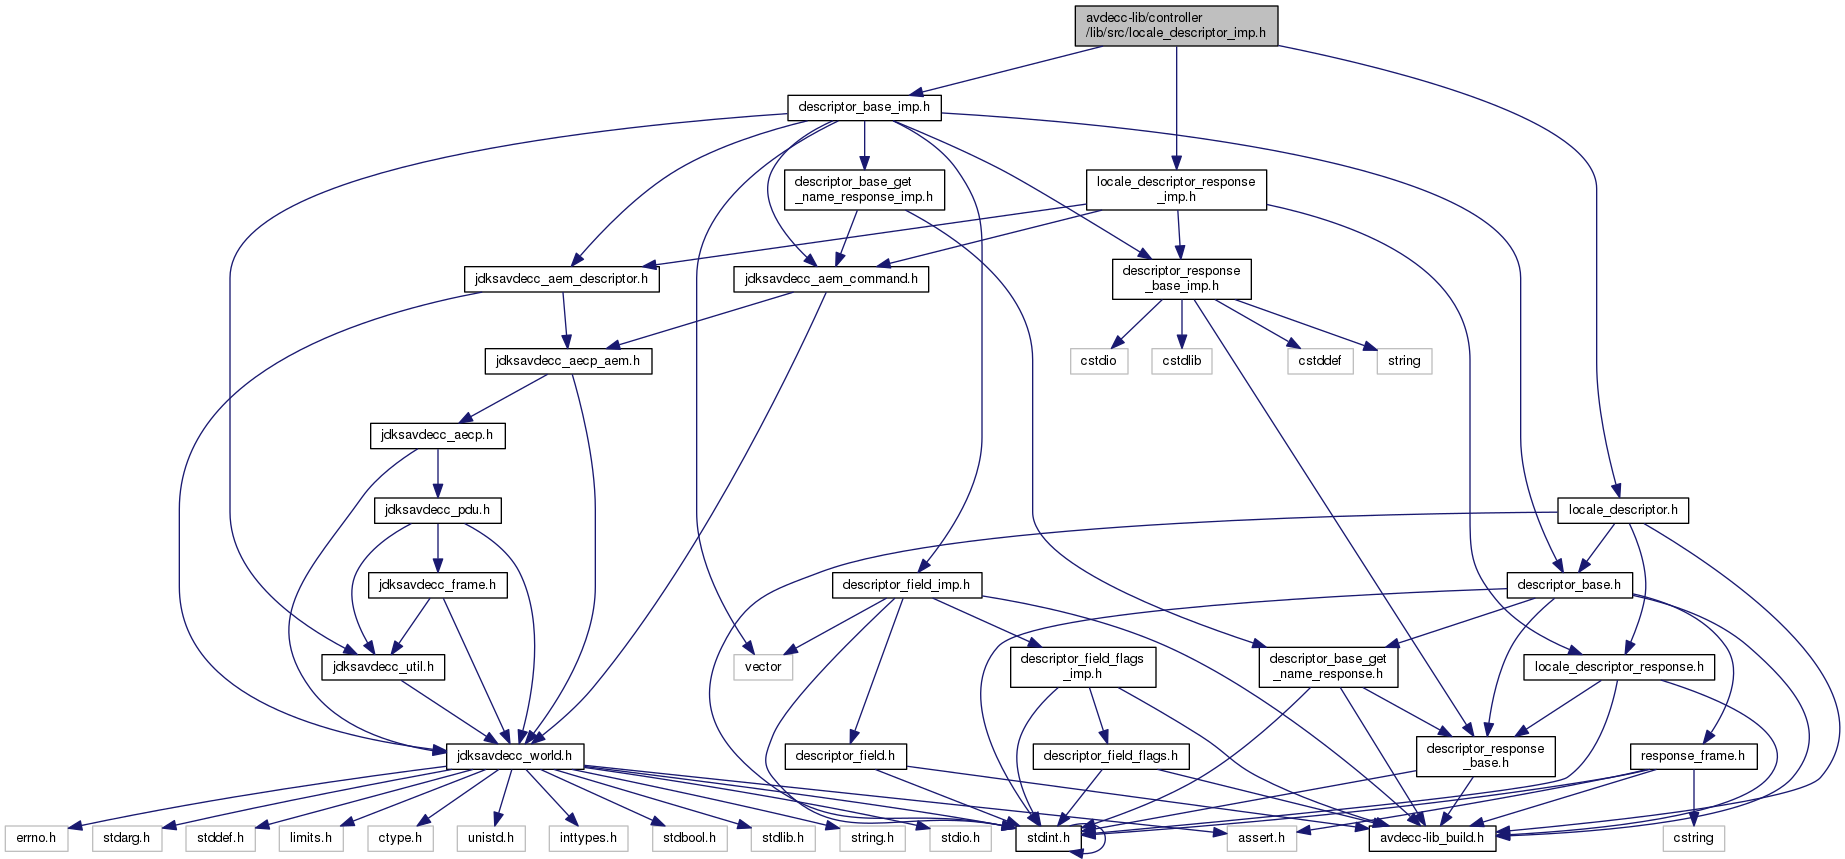 avdecc-lib/controller
/lib/src/locale_descriptor_imp.h
descriptor_base_imp.h
descriptor_base_get
_name_response_imp.h
locale_descriptor_response
_imp.h
jdksavdecc_aem_descriptor.h
jdksavdecc_aem_command.h
descriptor_response
_base_imp.h
jdksavdecc_aecp_aem.h
cstdio
cstdlib
cstddef
string
jdksavdecc_aecp.h
jdksavdecc_pdu.h
locale_descriptor.h
jdksavdecc_frame.h
descriptor_field_imp.h
descriptor_base.h
jdksavdecc_util.h
vector
descriptor_field_flags
_imp.h
descriptor_base_get
_name_response.h
locale_descriptor_response.h
jdksavdecc_world.h
descriptor_field.h
descriptor_field_flags.h
descriptor_response
_base.h
response_frame.h
errno.h
stdarg.h
stddef.h
limits.h
ctype.h
unistd.h
inttypes.h
stdbool.h
stdlib.h
string.h
stdio.h
stdint.h
assert.h
avdecc-lib_build.h
cstring